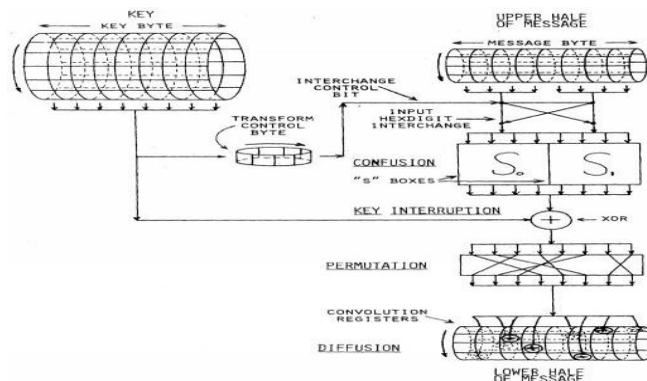 KEY
KEY BYTE
UPPER HALF
OF MESSAGE
MESSAGE BYTE
INTERCHANGE
CONTROL
BIT
INPUT
HEXDIGIT
INTERCHANGE
TRANSFORM
CONTROL
BYTE
CONFUSION
S₀ S₁
"S" BOXES
KEY INTERRUPTION
XOR
PERMUTATION
CONVOLUTION
REGISTERS
DIFFUSION
LOWER HALF
OF MESSAGE